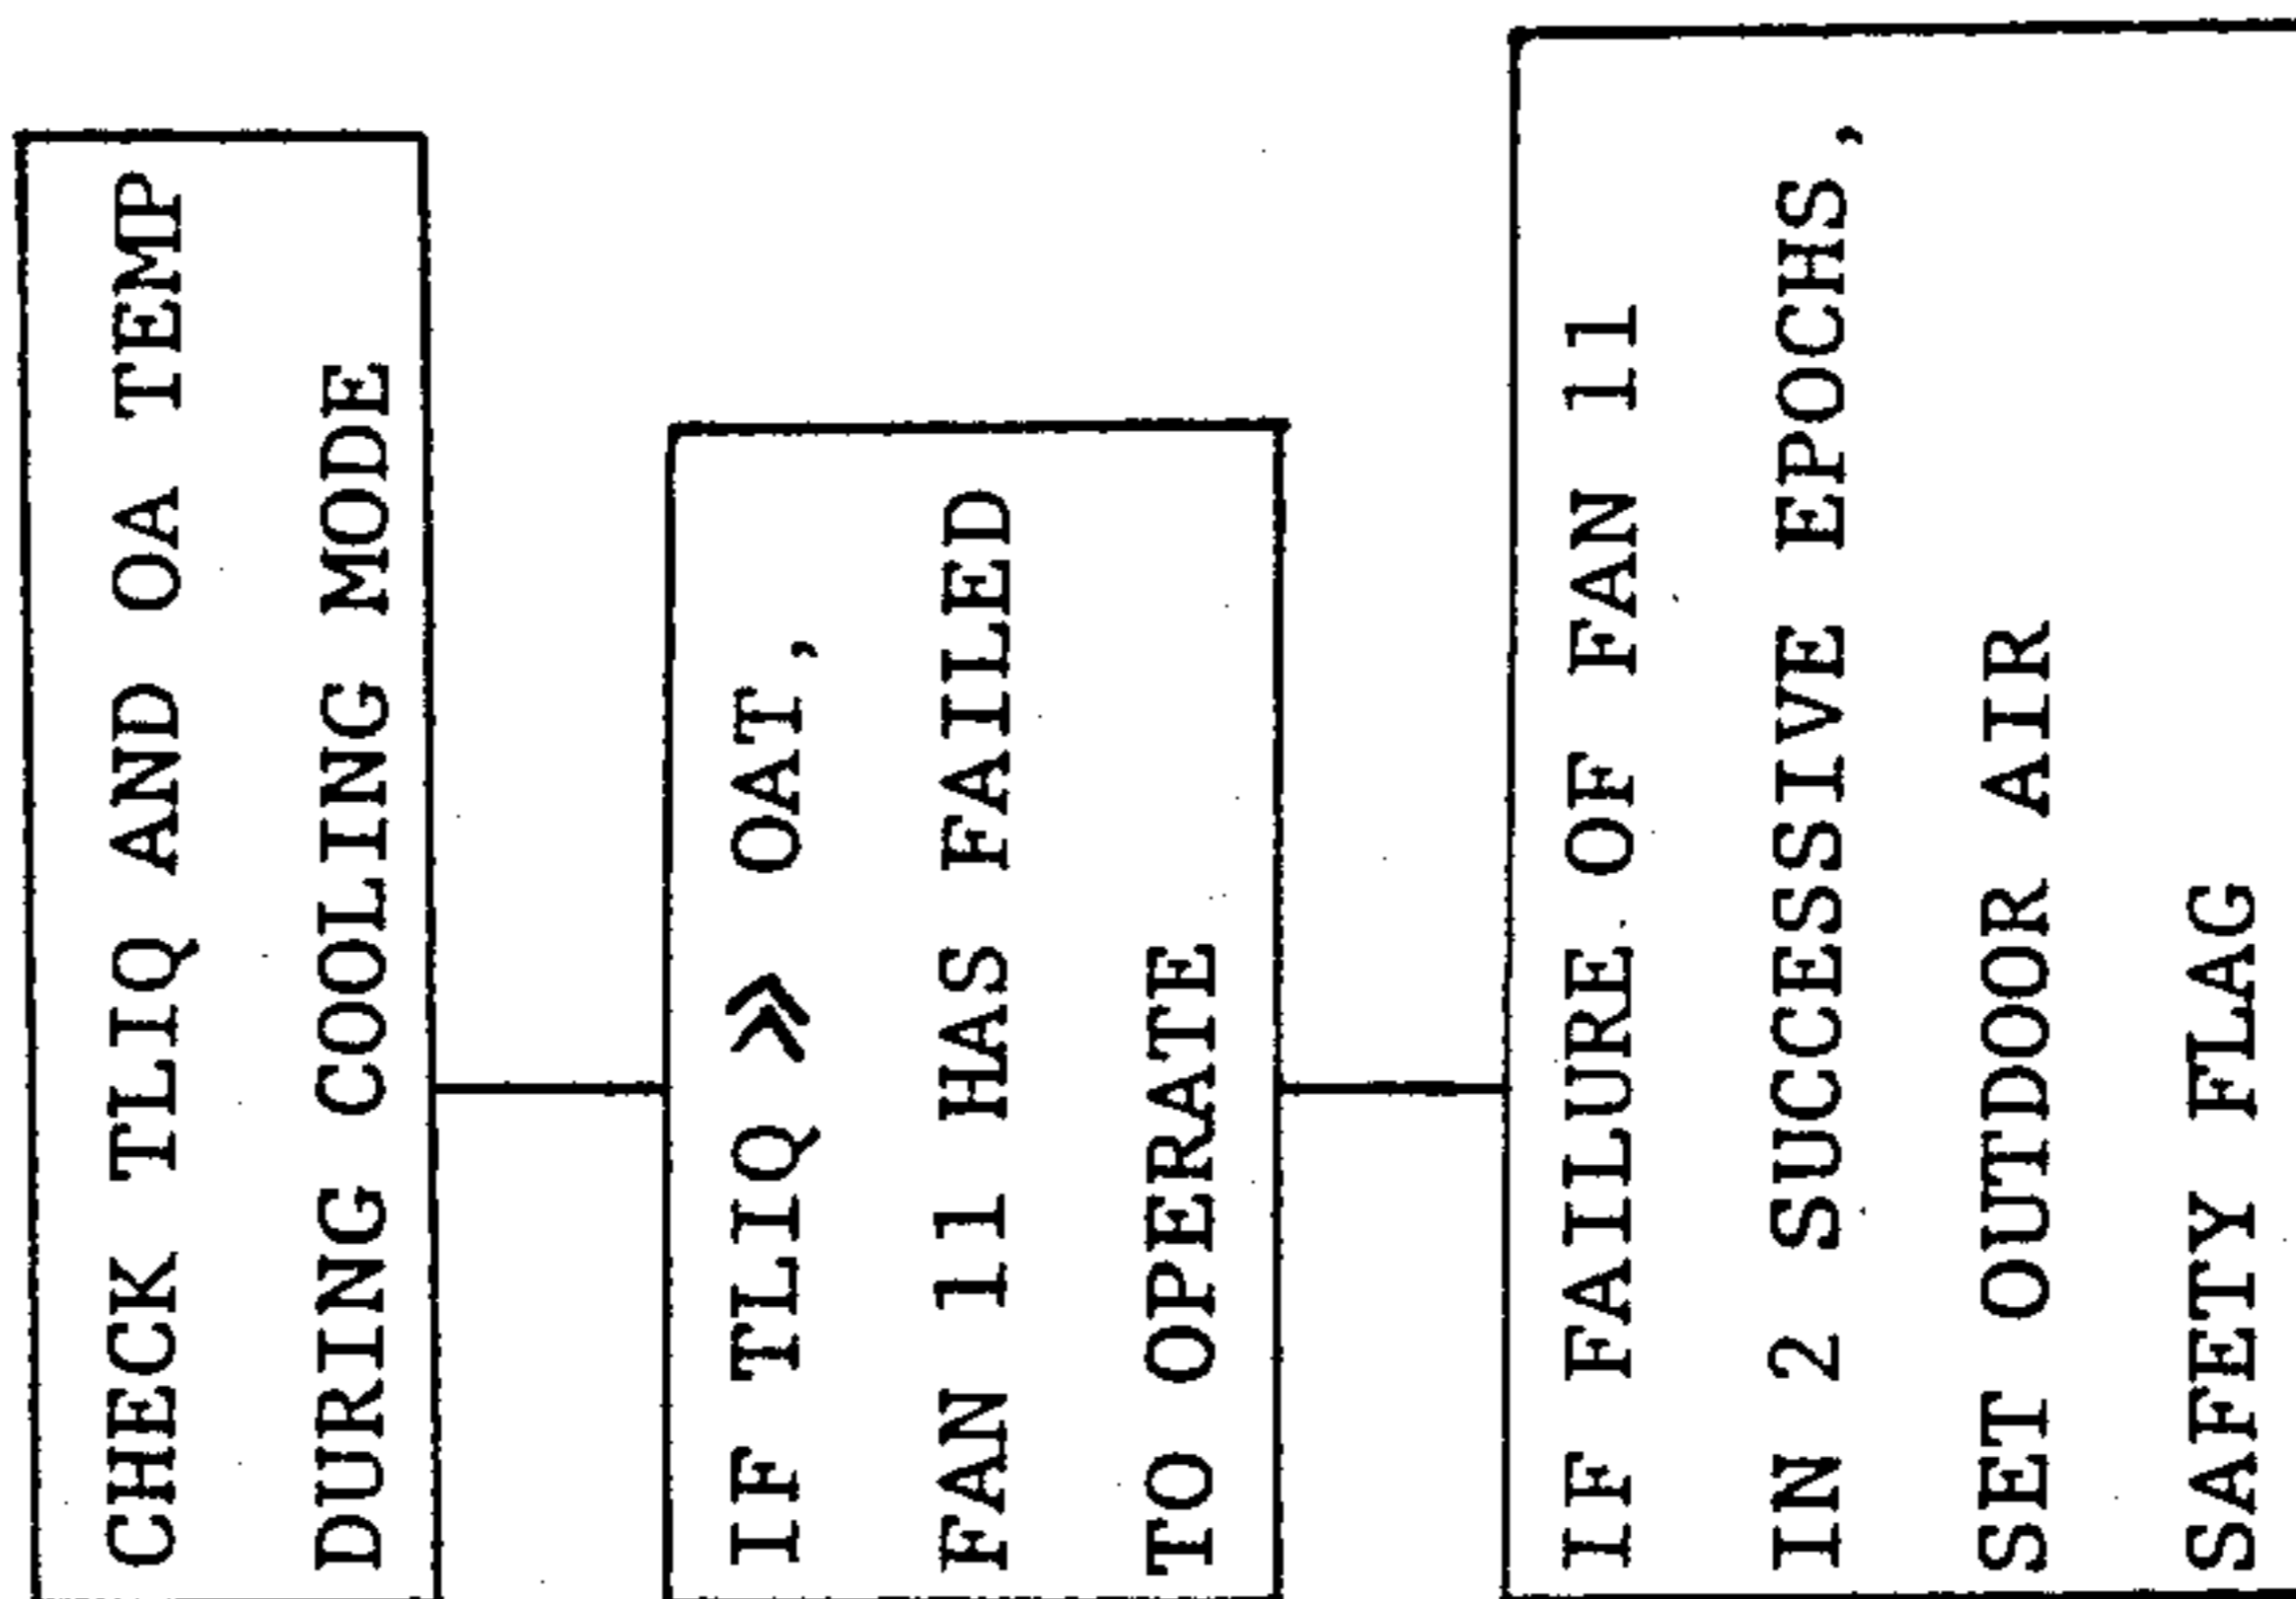 CHECK TLIQ AND OA TEMP
DURING COOLING MODE
IF TLIQ >> OAT,
FAN 11 HAS FAILED
TO OPERATE
IF FAILURE OF FAN 11
IN 2 SUCCESSIVE EPOCHS,
SET OUTDOOR AIR
SAFETY FLAG